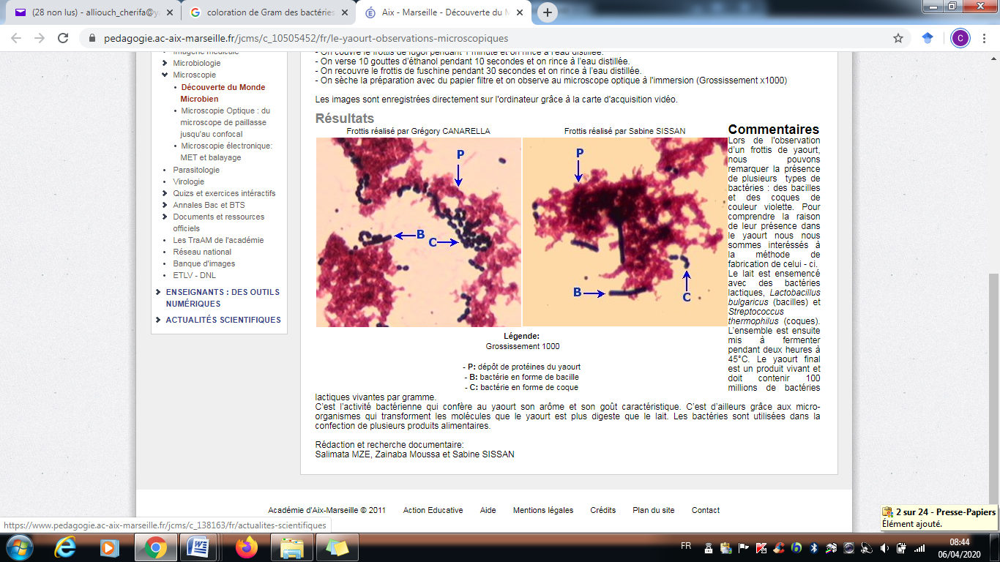 (28 non lus) - alliouch_cherifa@y
coloration de Gram des bactéries
Aix - Marseille - Découverte du M
pedagogie.ac-aix-marseille.fr/jcms/c_10505452/fr/le-yaourt-observations-microscopiques
C
Imagerie médicale
Microbiologie
Microscopie
Découverte du Monde
Microbien
Microscopie Optique : du
microscope de paillasse
jusqu'au confocal
Microscopie électronique:
MET et balayage
Parasitologie
Virologie
Quizs et exercices intéractifs
Annales Bac et BTS
Documents et ressources
officiels
Les TraAM de l'académie
Réseau national
Banque d'images
ETLV - DNL
ENSEIGNANTS : DES OUTILS
NUMÉRIQUES
ACTUALITÉS SCIENTIFIQUES
- On couvre le frottis de lugol pendant 1 minute et on rince à l'eau distillée.
- On verse 10 gouttes d'éthanol pendant 10 secondes et on rince à l'eau distillée.
- On recouvre le frottis de fuschine pendant 30 secondes et on rince à l'eau distillée.
- On sèche la préparation avec du papier filtre et on observe au microscope optique à l'immersion (Grossissement x1000)
Les images sont enregistrées directement sur l'ordinateur grâce à la carte d'acquisition vidéo.
Résultats
Frottis réalisé par Grégory CANARELLA
Frottis réalisé par Sabine SISSAN
P
B
C
P
B
C
Légende:
Grossissement 1000
- P: dépôt de protéines du yaourt
- B: bactérie en forme de bacille
- C: bactérie en forme de coque
Commentaires
Lors de l'observation
d'un frottis de yaourt,
nous pouvons
remarquer la présence
de plusieurs types de
bactéries : des bacilles
et des coques de
couleur violette. Pour
comprendre la raison
de leur présence dans
le yaourt nous nous
sommes interéssés à
la méthode de
fabrication de celui - ci.
Le lait est ensemencé
avec des bactéries
lactiques, Lactobacillus
bulgaricus (bacilles) et
Streptococcus
thermophilus (coques).
L'ensemble est ensuite
mis à fermenter
pendant deux heures à
45°C. Le yaourt final
est un produit vivant et
doit contenir 100
millions de bactéries
lactiques vivantes par gramme.
C'est l'activité bactérienne qui confère au yaourt son arôme et son goût caractéristique. C'est d'ailleurs grâce aux micro-
organismes qui transforment les molécules que le yaourt est plus digeste que le lait. Les bactéries sont utilisées dans la
confection de plusieurs produits alimentaires.
Rédaction et recherche documentaire:
Salimata MZE, Zainaba Moussa et Sabine SISSAN
Académie d'Aix-Marseille © 2011 Action Educative Aide Mentions légales Crédits Plan du site Contact
2 sur 24 - Presse-Papiers
Élément ajouté.
https://www.pedagogie.ac-aix-marseille.fr/jcms/c_138163/fr/actualites-scientifiques
FR
08:44
06/04/2020